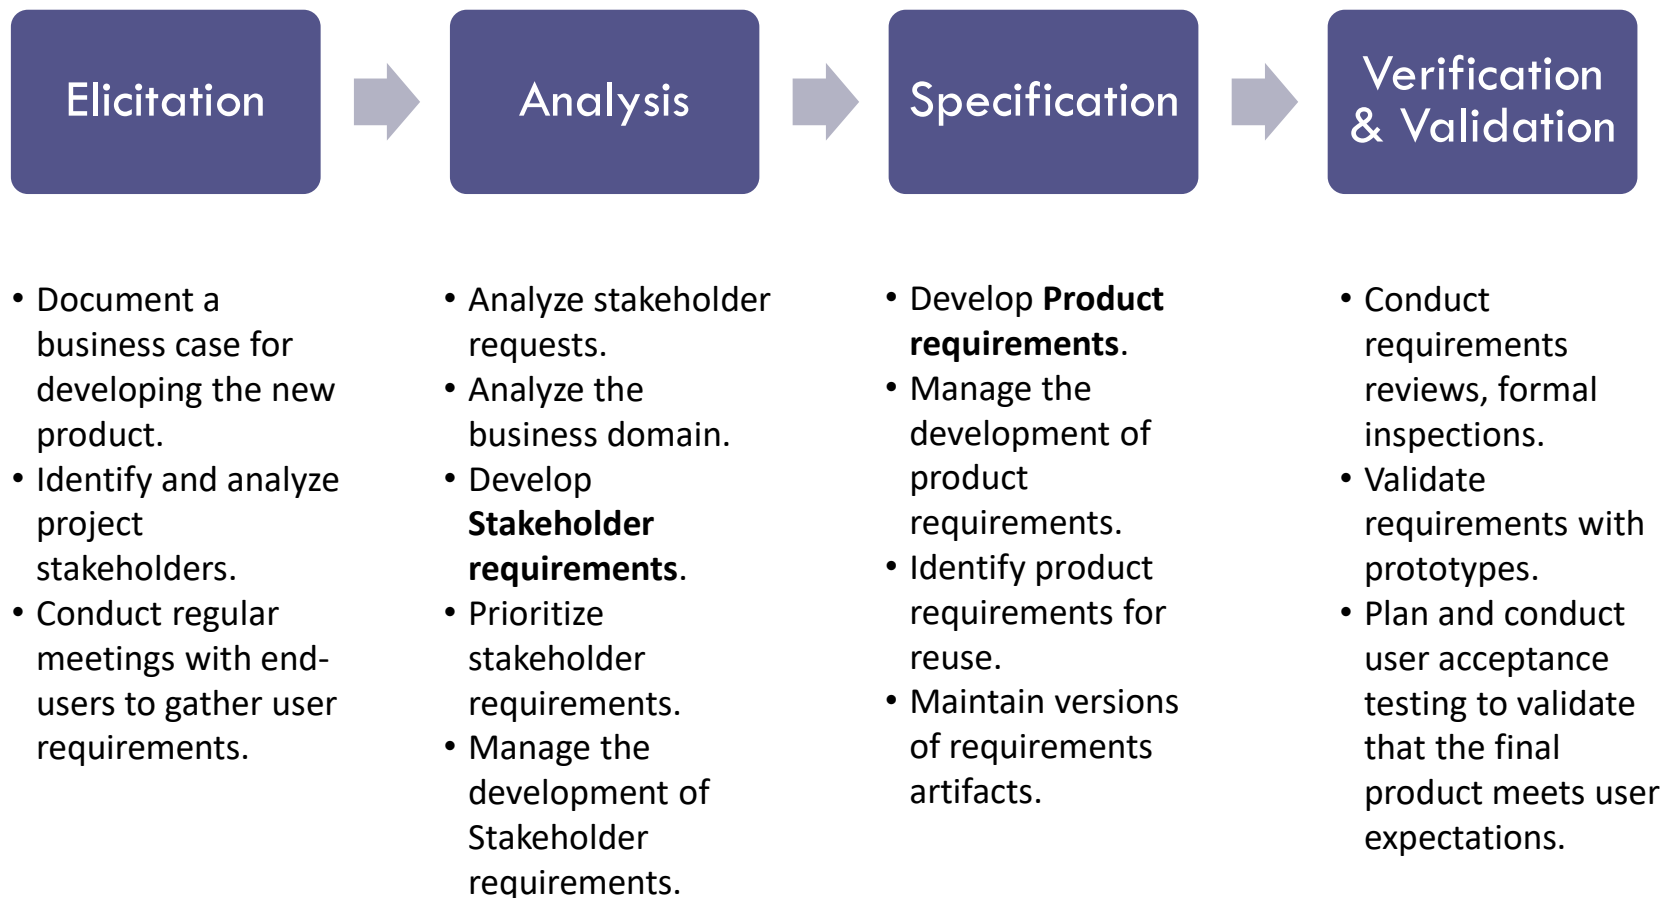 Elicitation
Analysis
Specification
Verification
& Validation
• Document a
business case for
developing the new
product.
• Identify and analyze
project
stakeholders.
• Conduct regular
meetings with end-
users to gather user
requirements.
• Analyze stakeholder
requests.
• Analyze the
business domain.
• Develop
Stakeholder
requirements.
• Prioritize
stakeholder
requirements.
• Manage the
development of
Stakeholder
requirements.
• Develop Product
requirements.
• Manage the
development of
product
requirements.
• Identify product
requirements for
reuse.
• Maintain versions
of requirements
artifacts.
• Conduct
requirements
reviews, formal
inspections.
• Validate
requirements with
prototypes.
• Plan and conduct
user acceptance
testing to validate
that the final
product meets user
expectations.